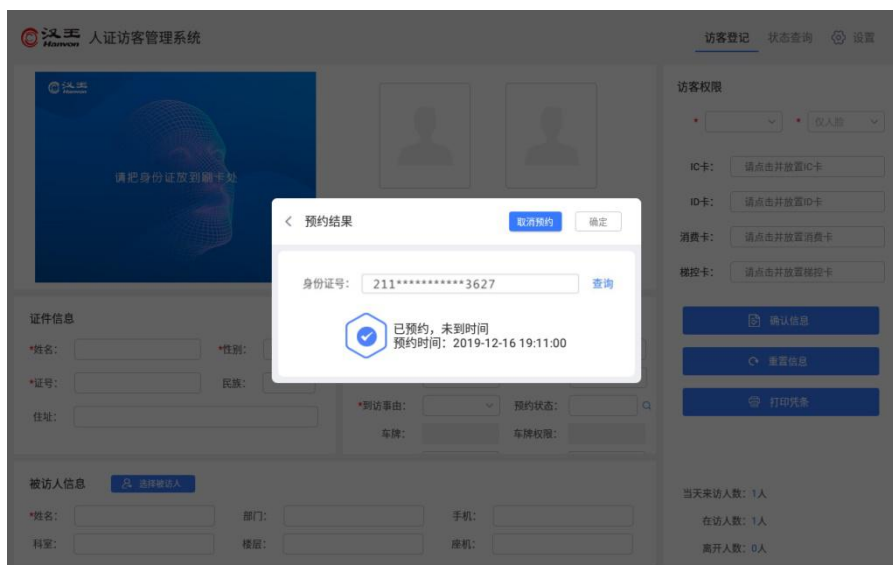 汉王 Hanvon 人证访客管理系统
访客登记 状态查询 设置
汉王 Hanvon
请把身份证放到刷卡处
访客权限
* * 仅人脸
IC卡: 请点击并放置IC卡
ID卡: 请点击并放置ID卡
消费卡: 请点击并放置消费卡
梯控卡: 请点击并放置梯控卡
预约结果 取消预约 确定
身份证号: 211***********3627 查询
已预约，未到时间
预约时间: 2019-12-16 19:11:00
证件信息
*姓名: *性别:
*证号: 民族:
住址:
*到访事由: 预约状态:
车牌: 车牌权限:
确认信息
重置信息
打印凭条
被访人信息 选择被访人
*姓名: 部门: 手机:
科室: 楼层: 座机:
当天来访人数: 1人
在访人数: 1人
离开人数: 0人